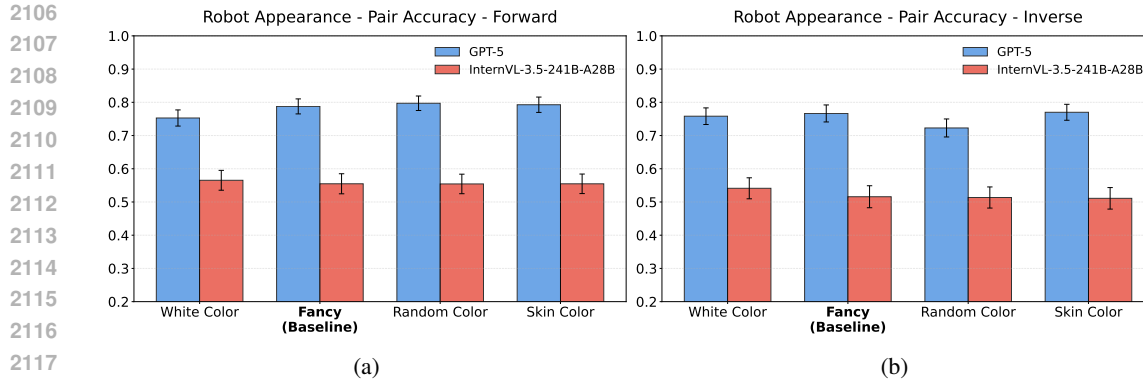 2106
2107
2108
2109
2110
2111
2112
2113
2114
2115
2116
2117
Robot Appearance - Pair Accuracy - Forward
1.0
0.9
0.8
0.7
0.6
0.5
0.4
0.3
0.2
GPT-5
InternVL-3.5-241B-A28B
White Color
Fancy
(Baseline)
Random Color
Skin Color
(a)
Robot Appearance - Pair Accuracy - Inverse
1.0
0.9
0.8
0.7
0.6
0.5
0.4
0.3
0.2
GPT-5
InternVL-3.5-241B-A28B
White Color
Fancy
(Baseline)
Random Color
Skin Color
(b)